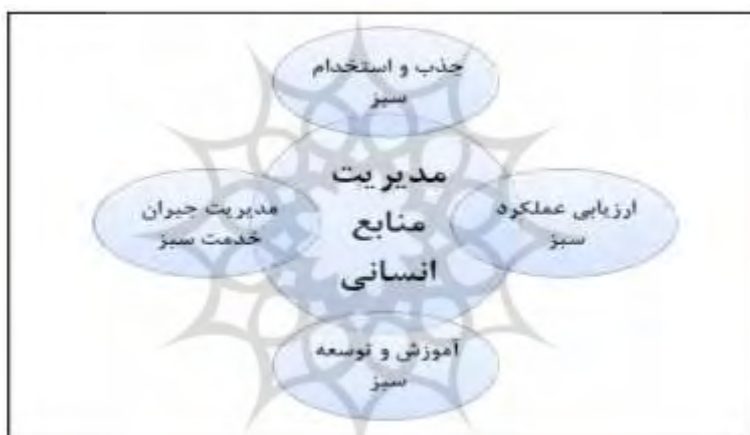 جذب و استخدام
سبز
مدیریت
منابع
انسانی
ارزیابی عملکرد
سبز
مدیریت جبران
خدمت سبز
آموزش و توسعه
سبز